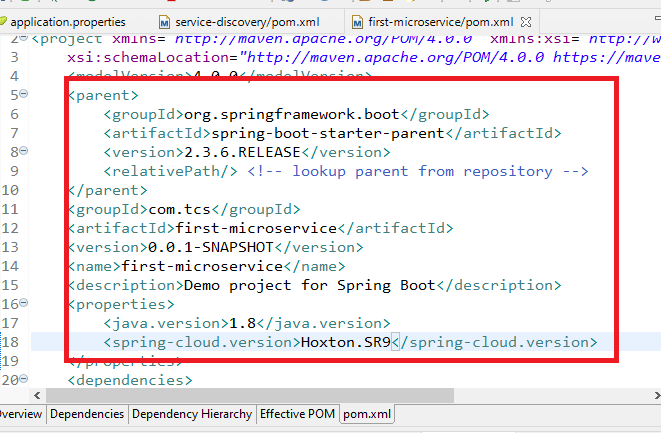 application.properties
service-discovery/pom.xml
first-microservice/pom.xml
2 <project xmlns="http://maven.apache.org/POM/4.0.0" xmlns:xsi="http://w
3 xsi:schemaLocation="http://maven.apache.org/POM/4.0.0 https://mave
4 <modelVersion>4.0.0</modelVersion>
5 <parent>
6 <groupId>org.springframework.boot</groupId>
7 <artifactId>spring-boot-starter-parent</artifactId>
8 <version>2.3.6.RELEASE</version>
9 <relativePath/> <!-- lookup parent from repository -->
10 </parent>
11 <groupId>com.tcs</groupId>
12 <artifactId>first-microservice</artifactId>
13 <version>0.0.1-SNAPSHOT</version>
14 <name>first-microservice</name>
15 <description>Demo project for Spring Boot</description>
16 <properties>
17 <java.version>1.8</java.version>
18 <spring-cloud.version>Hoxton.SR9</spring-cloud.version>
19 </properties>
20 <dependencies>
Overview Dependencies Dependency Hierarchy Effective POM pom.xml